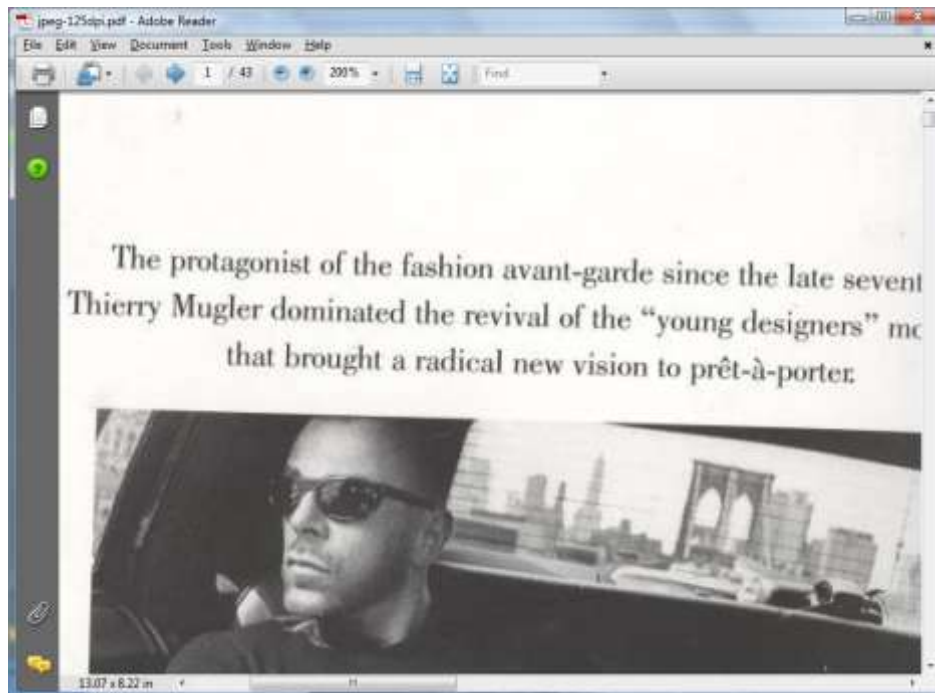 jpeg-125dpi.pdf - Adobe Reader
File Edit View Document Tools Window Help
1 / 43 200% Find
The protagonist of the fashion avant-garde since the late sevent
Thierry Mugler dominated the revival of the “young designers” mo
that brought a radical new vision to prêt-à-porter.
13.07 x 8.22 in